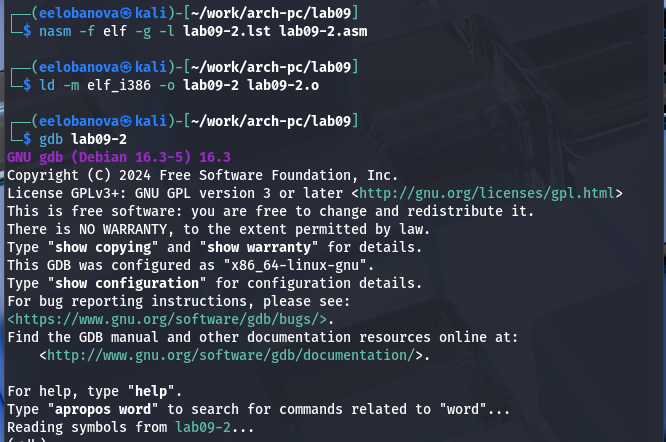 ┌──(eelobanova㉿kali)-[~/work/arch-pc/lab09]
└─$ nasm -f elf -g -l lab09-2.lst lab09-2.asm
┌──(eelobanova㉿kali)-[~/work/arch-pc/lab09]
└─$ ld -m elf_i386 -o lab09-2 lab09-2.o
┌──(eelobanova㉿kali)-[~/work/arch-pc/lab09]
└─$ gdb lab09-2
GNU gdb (Debian 16.3-5) 16.3
Copyright (C) 2024 Free Software Foundation, Inc.
License GPLv3+: GNU GPL version 3 or later <http://gnu.org/licenses/gpl.html>
This is free software: you are free to change and redistribute it.
There is NO WARRANTY, to the extent permitted by law.
Type "show copying" and "show warranty" for details.
This GDB was configured as "x86_64-linux-gnu".
Type "show configuration" for configuration details.
For bug reporting instructions, please see:
<https://www.gnu.org/software/gdb/bugs/>.
Find the GDB manual and other documentation resources online at:
    <http://www.gnu.org/software/gdb/documentation/>.
For help, type "help".
Type "apropos word" to search for commands related to "word"...
Reading symbols from lab09-2...